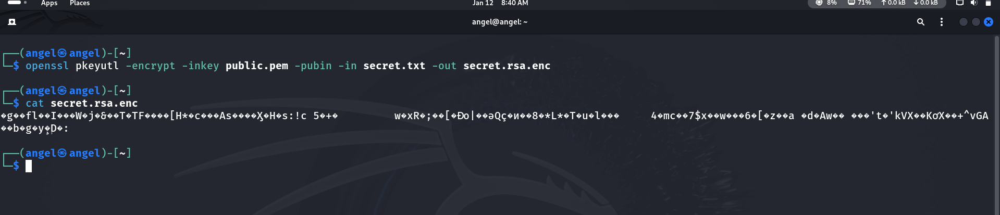 Apps Places Jan 12 8:40 AM 8% 71% ↑0.0 kB ↓0.0 kB
angel@angel: ~
┌──(angel㉿angel)-[~]
└─$ openssl pkeyutl -encrypt -inkey public.pem -pubin -in secret.txt -out secret.rsa.enc
┌──(angel㉿angel)-[~]
└─$ cat secret.rsa.enc
�g��fl��I���W�j�&��T�TF����[H*�c���As����Ҳ�H�s:!c 5�+� w�xR�;��[�Ðo|��əQç�и��8�*L*�T�u�l��� 4�mc��7$x��w���6�[�z��a �d�Aw�� ���'t�'kVX��KơX��+^vGA
��b�g�y�D�:
┌──(angel㉿angel)-[~]
└─$